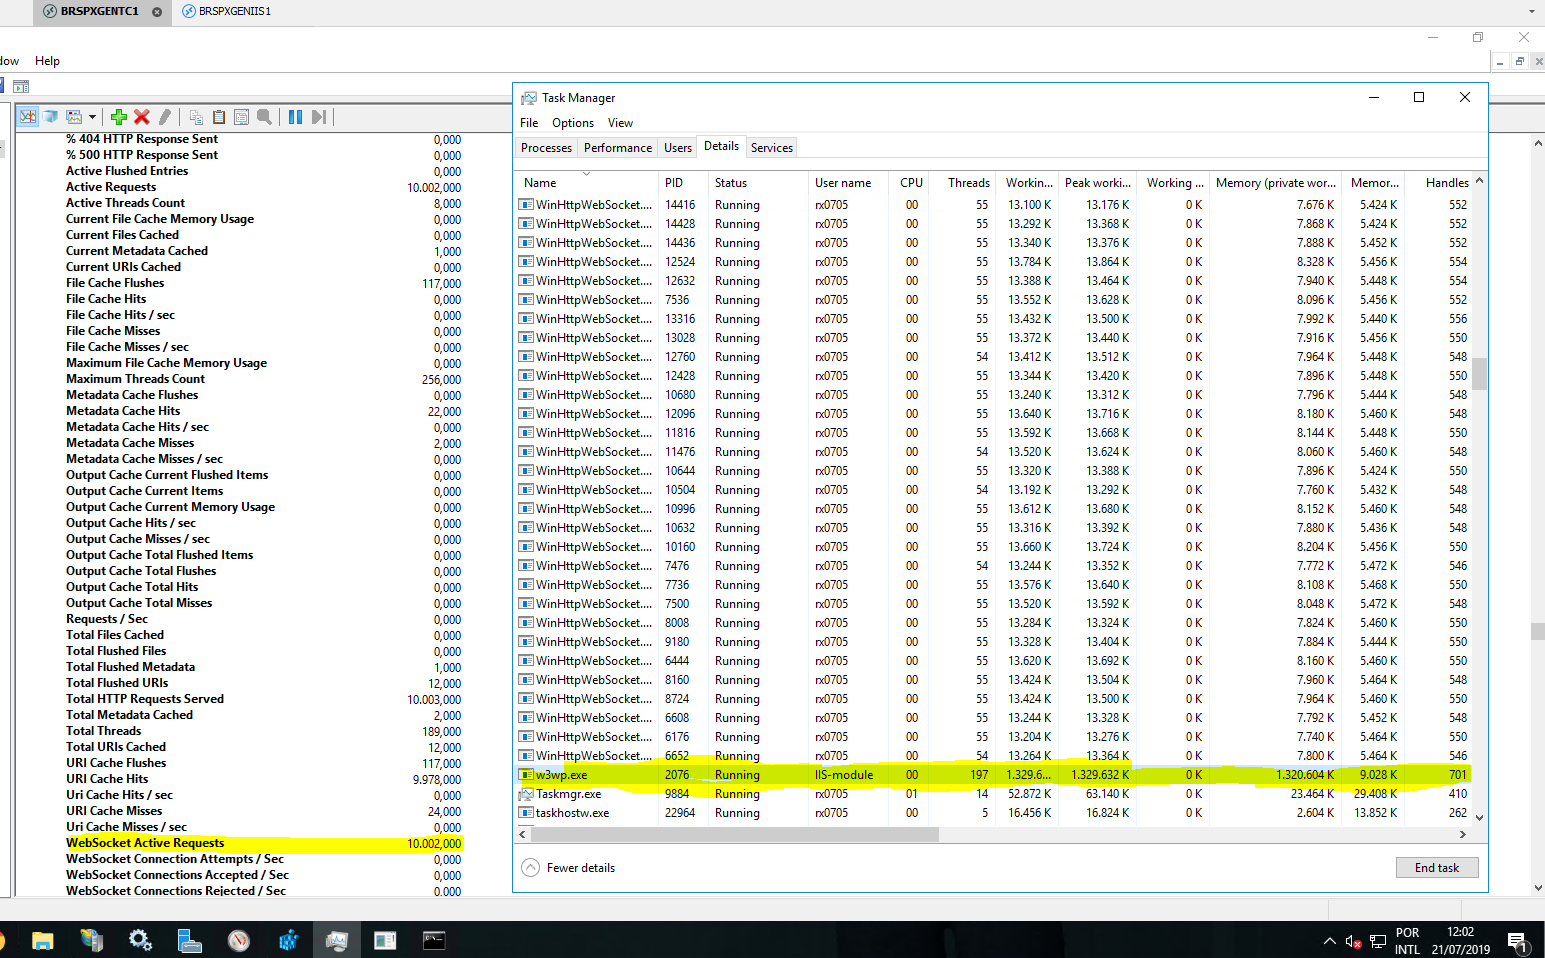 BRSPXGENTC1
BRSPXGENIIS1
dow Help
% 404 HTTP Response Sent 0,000
% 500 HTTP Response Sent 0,000
Active Flushed Entries 0,000
Active Requests 10.002,000
Active Threads Count 8,000
Current File Cache Memory Usage 0,000
Current Files Cached 0,000
Current Metadata Cached 1,000
Current URIs Cached 0,000
File Cache Flushes 117,000
File Cache Hits 0,000
File Cache Hits / sec 0,000
File Cache Misses 0,000
File Cache Misses / sec 0,000
Maximum File Cache Memory Usage 0,000
Maximum Threads Count 256,000
Metadata Cache Flushes 0,000
Metadata Cache Hits 22,000
Metadata Cache Hits / sec 0,000
Metadata Cache Misses 2,000
Metadata Cache Misses / sec 0,000
Output Cache Current Flushed Items 0,000
Output Cache Current Items 0,000
Output Cache Current Memory Usage 0,000
Output Cache Hits / sec 0,000
Output Cache Misses / sec 0,000
Output Cache Total Flushed Items 0,000
Output Cache Total Flushes 0,000
Output Cache Total Hits 0,000
Output Cache Total Misses 0,000
Requests / Sec 0,000
Total Files Cached 0,000
Total Flushed Files 0,000
Total Flushed Metadata 1,000
Total Flushed URIs 12,000
Total HTTP Requests Served 10.003,000
Total Metadata Cached 2,000
Total Threads 189,000
Total URIs Cached 12,000
URI Cache Flushes 117,000
URI Cache Hits 9.978,000
Uri Cache Hits / sec 0,000
URI Cache Misses 24,000
Uri Cache Misses / sec 0,000
WebSocket Active Requests 10.002,000
WebSocket Connection Attempts / Sec 0,000
WebSocket Connections Accepted / Sec 0,000
WebSocket Connections Rejected / Sec 0,000
Task Manager
File Options View
Processes Performance Users Details Services
Name PID Status User name CPU Threads Workin... Peak worki... Working ... Memory (private wor... Memor... Handles
WinHttpWebSocket.... 14416 Running rx0705 00 55 13.100 K 13.176 K 0 K 7.676 K 5.424 K 552
WinHttpWebSocket.... 14428 Running rx0705 00 55 13.292 K 13.368 K 0 K 7.868 K 5.424 K 552
WinHttpWebSocket.... 14436 Running rx0705 00 55 13.340 K 13.376 K 0 K 7.888 K 5.452 K 552
WinHttpWebSocket.... 12524 Running rx0705 00 55 13.784 K 13.864 K 0 K 8.328 K 5.456 K 554
WinHttpWebSocket.... 12632 Running rx0705 00 55 13.388 K 13.464 K 0 K 7.940 K 5.448 K 554
WinHttpWebSocket.... 7536 Running rx0705 00 55 13.552 K 13.628 K 0 K 8.096 K 5.456 K 552
WinHttpWebSocket.... 13316 Running rx0705 00 55 13.432 K 13.500 K 0 K 7.992 K 5.440 K 556
WinHttpWebSocket.... 13028 Running rx0705 00 55 13.372 K 13.440 K 0 K 7.916 K 5.456 K 550
WinHttpWebSocket.... 12760 Running rx0705 00 54 13.412 K 13.512 K 0 K 7.964 K 5.448 K 548
WinHttpWebSocket.... 12428 Running rx0705 00 55 13.344 K 13.420 K 0 K 7.896 K 5.448 K 550
WinHttpWebSocket.... 10680 Running rx0705 00 55 13.240 K 13.312 K 0 K 7.796 K 5.444 K 548
WinHttpWebSocket.... 12096 Running rx0705 00 55 13.640 K 13.716 K 0 K 8.180 K 5.460 K 548
WinHttpWebSocket.... 11816 Running rx0705 00 55 13.592 K 13.668 K 0 K 8.144 K 5.448 K 550
WinHttpWebSocket.... 11476 Running rx0705 00 54 13.520 K 13.624 K 0 K 8.060 K 5.460 K 548
WinHttpWebSocket.... 10644 Running rx0705 00 55 13.320 K 13.388 K 0 K 7.896 K 5.424 K 550
WinHttpWebSocket.... 10504 Running rx0705 00 54 13.192 K 13.292 K 0 K 7.760 K 5.432 K 548
WinHttpWebSocket.... 10996 Running rx0705 00 55 13.612 K 13.680 K 0 K 8.152 K 5.460 K 548
WinHttpWebSocket.... 10632 Running rx0705 00 55 13.316 K 13.392 K 0 K 7.880 K 5.436 K 548
WinHttpWebSocket.... 10160 Running rx0705 00 55 13.660 K 13.724 K 0 K 8.204 K 5.456 K 550
WinHttpWebSocket.... 7476 Running rx0705 00 54 13.244 K 13.352 K 0 K 7.772 K 5.472 K 546
WinHttpWebSocket.... 7736 Running rx0705 00 55 13.576 K 13.640 K 0 K 8.108 K 5.468 K 550
WinHttpWebSocket.... 7500 Running rx0705 00 55 13.520 K 13.592 K 0 K 8.048 K 5.472 K 548
WinHttpWebSocket.... 8008 Running rx0705 00 55 13.284 K 13.324 K 0 K 7.824 K 5.460 K 550
WinHttpWebSocket.... 9180 Running rx0705 00 55 13.328 K 13.404 K 0 K 7.884 K 5.444 K 550
WinHttpWebSocket.... 6444 Running rx0705 00 55 13.620 K 13.692 K 0 K 8.160 K 5.460 K 550
WinHttpWebSocket.... 8160 Running rx0705 00 55 13.424 K 13.504 K 0 K 7.960 K 5.464 K 548
WinHttpWebSocket.... 8724 Running rx0705 00 55 13.424 K 13.500 K 0 K 7.964 K 5.460 K 550
WinHttpWebSocket.... 6608 Running rx0705 00 55 13.244 K 13.328 K 0 K 7.792 K 5.452 K 548
WinHttpWebSocket.... 6176 Running rx0705 00 55 13.204 K 13.276 K 0 K 7.740 K 5.464 K 550
WinHttpWebSocket.... 6652 Running rx0705 00 54 13.264 K 13.364 K 0 K 7.800 K 5.464 K 546
w3wp.exe 2076 Running IIS-module 00 197 1.329.6... 1.329.632 K 0 K 1.320.604 K 9.028 K 701
Taskmgr.exe 9884 Running rx0705 01 14 52.872 K 63.140 K 0 K 23.464 K 29.408 K 410
taskhostw.exe 22964 Running rx0705 00 5 16.456 K 16.824 K 0 K 2.604 K 13.852 K 262
Fewer details
End task
POR
INTL
12:02
21/07/2019
1